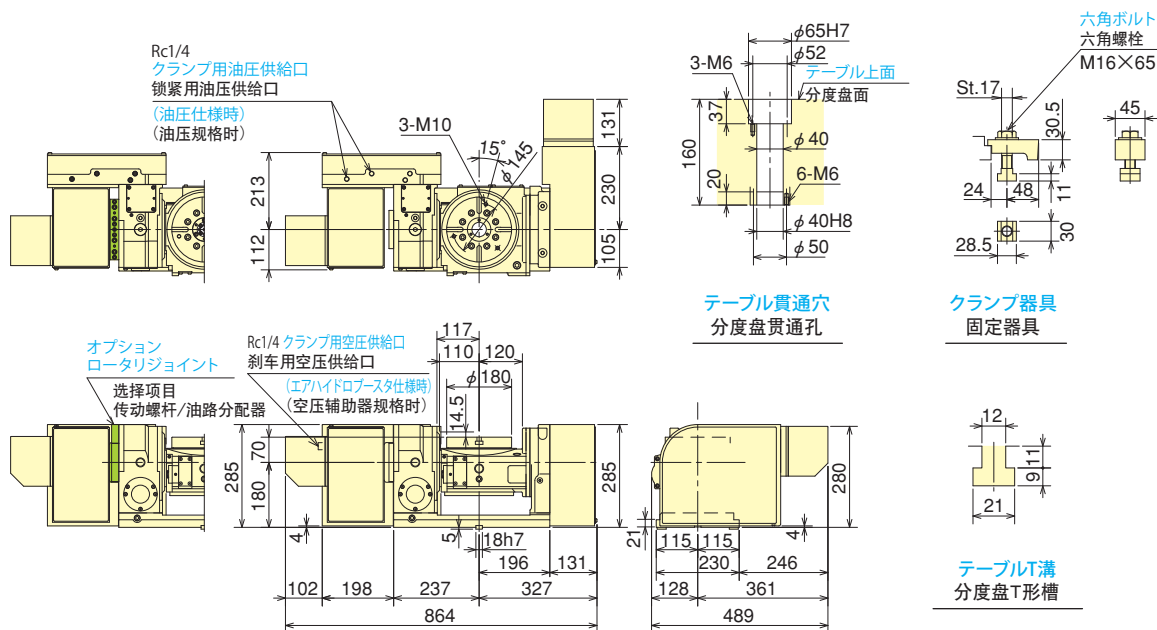 Rc1/4
クランプ用油圧供給口
锁紧用油压供给口
(油圧仕様時)
(油压规格时)
3-M10
15°
φ145
213
112
131
230
105
φ65H7
φ52
3-M6
テーブル上面
分度盘面
37
160
φ40
20
6-M6
φ40H8
φ50
テーブル貫通穴
分度盘贯通孔
六角ボルト
六角螺栓
M16×65
St.17
30.5
45
24
48
11
28.5
30
クランプ器具
固定器具
オプション
ロータリジョイント
选择项目
传动螺杆/油路分配器
Rc1/4 クランプ用空圧供給口
刹车用空压供给口
(エアハイドロブースタ仕様時)
(空压辅助器规格时)
117
110
120
φ180
14.5
285
70
180
4
5
18h7
285
196
131
102
198
237
327
864
280
21
4
115
115
230
246
128
361
489
12
11
9
21
テーブルT溝
分度盘T形槽